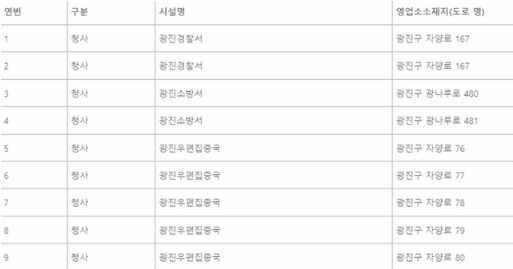 연번 구분 시설명 영업소소재지(도로 명)
1 청사 광진경찰서 광진구 자양로 167
2 청사 광진경찰서 광진구 자양로 167
3 청사 광진소방서 광진구 광나루로 480
4 청사 광진소방서 광진구 광나루로 481
5 청사 광진우편집중국 광진구 자양로 76
6 청사 광진우편집중국 광진구 자양로 77
7 청사 광진우편집중국 광진구 자양로 78
8 청사 광진우편집중국 광진구 자양로 79
9 청사 광진우편집중국 광진구 자양로 80